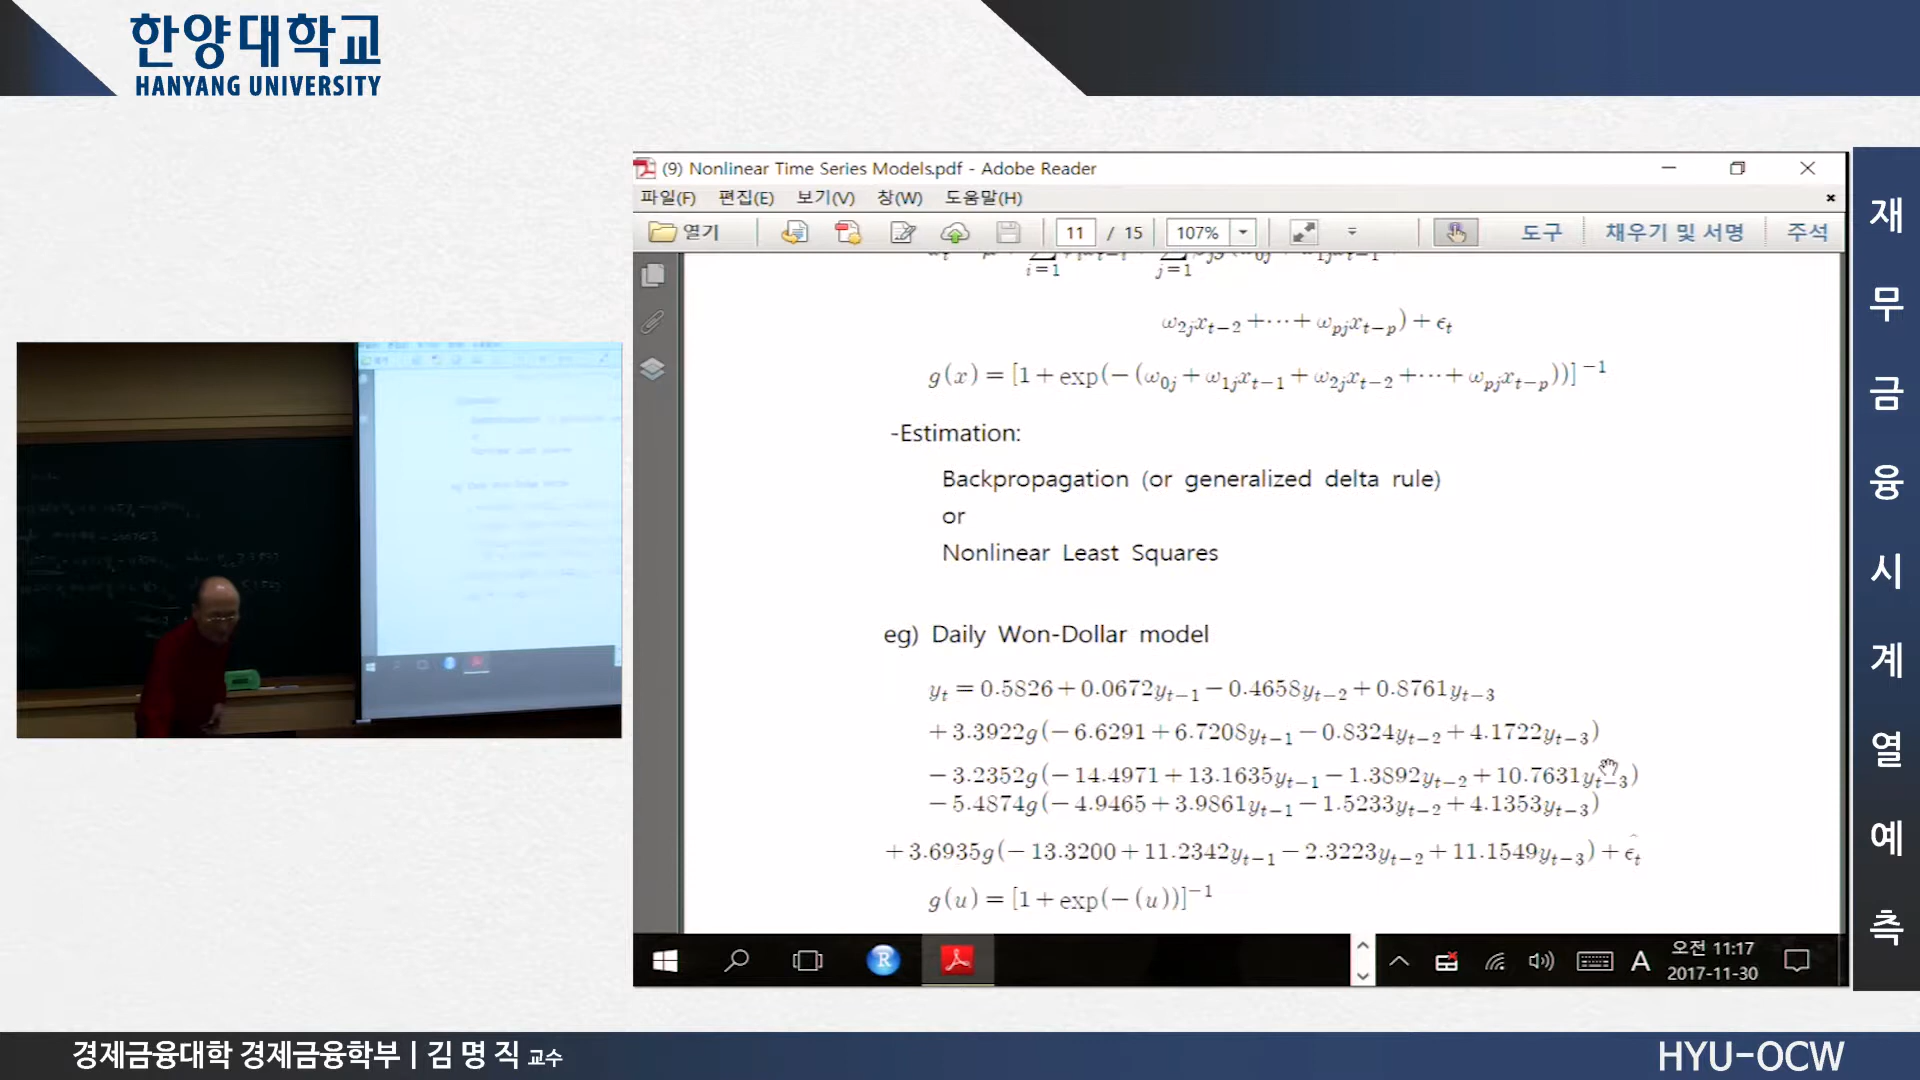 한양대학교
HANYANG UNIVERSITY
(9) Nonlinear Time Series Models.pdf - Adobe Reader
파일(F) 편집(E) 보기(V) 창(W) 도움말(H)
열기 11 / 15 107% 도구 채우기 및 서명 주석
i=1 j=1
ω2jxt−2 +⋯+ ωpjxt−p) + ϵt
g(x) = [1 + exp(−(ω0j + ω1jxt−1 + ω2jxt−2 +⋯+ ωpjxt−p))]−1
-Estimation:
Backpropagation (or generalized delta rule)
or
Nonlinear Least Squares
eg) Daily Won-Dollar model
yt = 0.5826 + 0.0672yt−1 − 0.4658yt−2 + 0.8761yt−3
+ 3.3922g(− 6.6291 + 6.7208yt−1 − 0.8324yt−2 + 4.1722yt−3)
− 3.2352g(− 14.4971 + 13.1635yt−1 − 1.3892yt−2 + 10.7631yt−3)
− 5.4874g(− 4.9465 + 3.9861yt−1 − 1.5233yt−2 + 4.1353yt−3)
+ 3.6935g(− 13.3200 + 11.2342yt−1 − 2.3223yt−2 + 11.1549yt−3) + ϵ̂t
g(u) = [1 + exp(−(u))]−1
A 오전 11:17
2017-11-30
재무금융시계열예측
경제금융대학 경제금융학부 | 김명직 교수
HYU-OCW